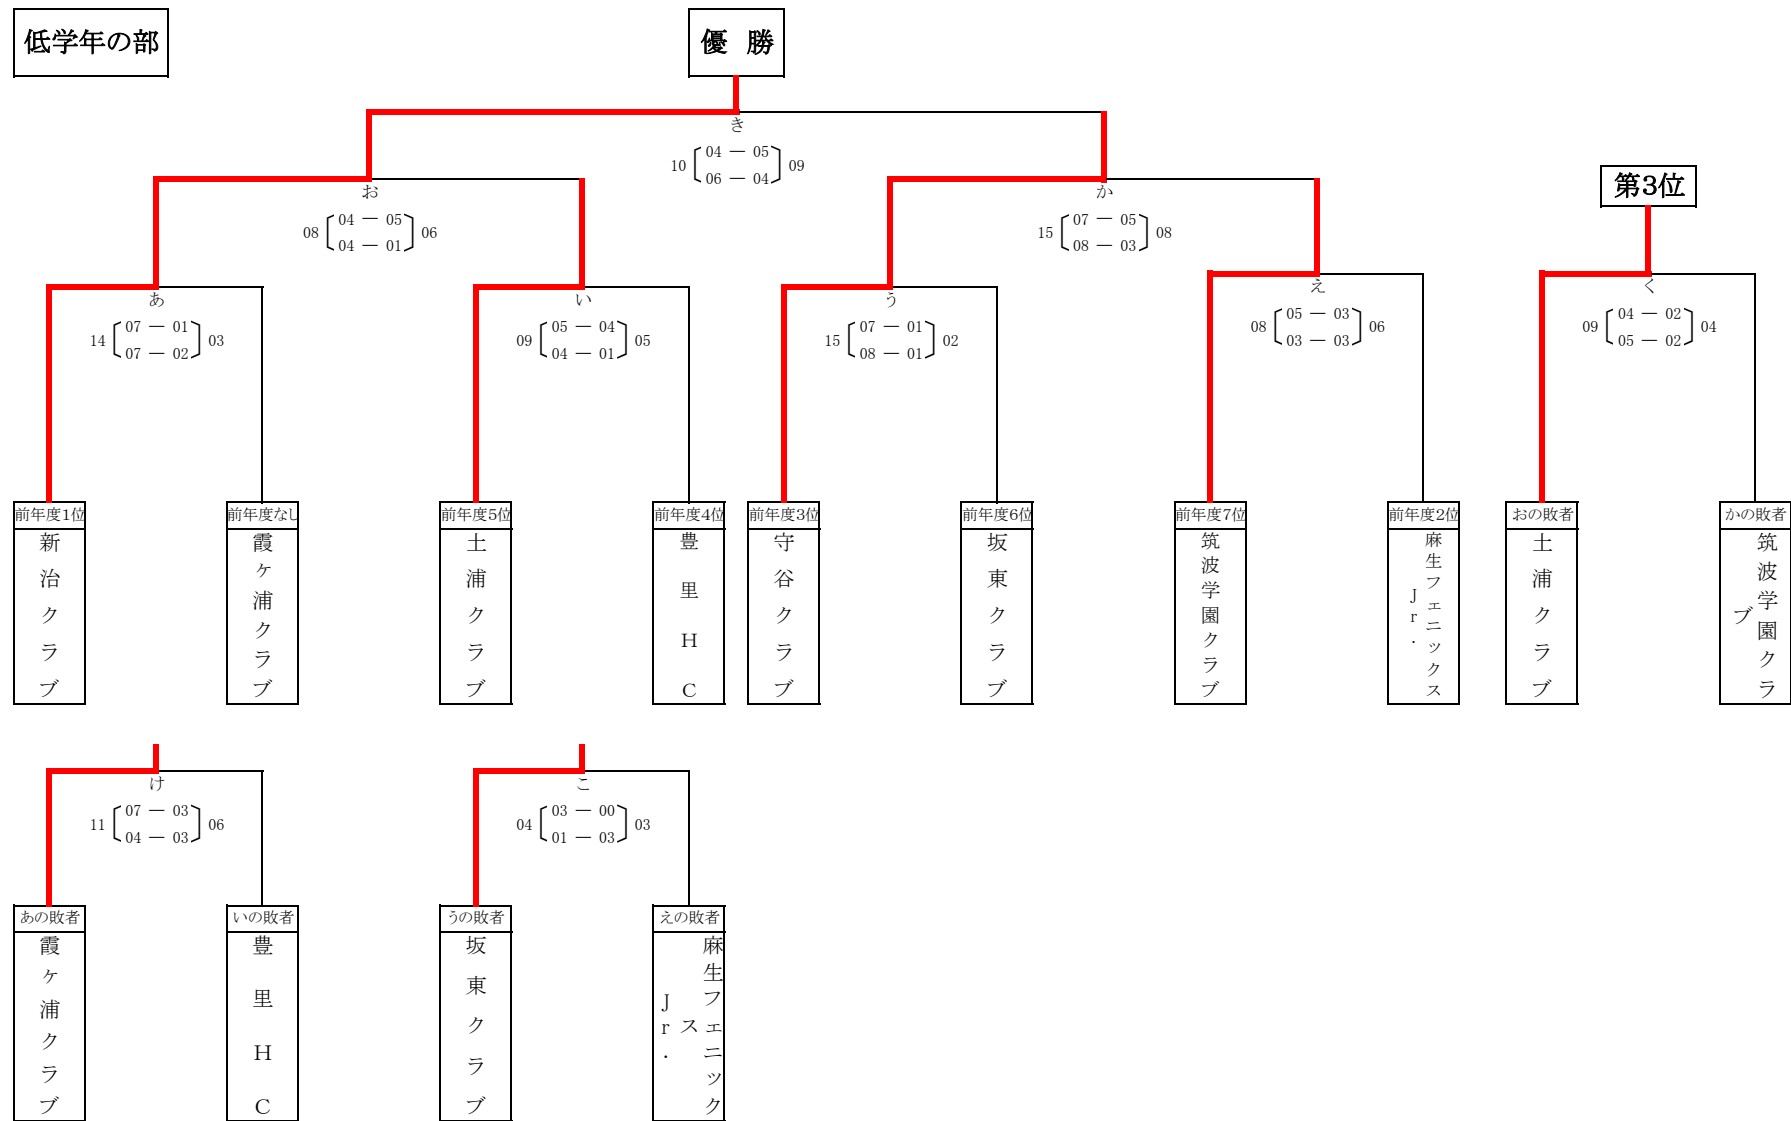 低学年の部
優 勝
き
10 04 － 05 09
06 － 04
第3位
お
08 04 － 05 06
04 － 01
か
15 07 － 05 08
08 － 03
あ
14 07 － 01 03
07 － 02
い
09 05 － 04 05
04 － 01
う
15 07 － 01 02
08 － 01
え
08 05 － 03 06
03 － 03
く
09 04 － 02 04
05 － 02
前年度1位
新治クラブ
前年度なし
霞ヶ浦クラブ
前年度5位
土浦クラブ
前年度4位
豊里HC
前年度3位
守谷クラブ
前年度6位
坂東クラブ
前年度7位
筑波学園クラブ
前年度2位
麻生フェニックス
Jr.
おの敗者
土浦クラブ
かの敗者
筑波学園クラ
ブ
け
11 07 － 03 06
04 － 03
こ
04 03 － 00 03
01 － 03
あの敗者
霞ヶ浦クラブ
いの敗者
豊里HC
うの敗者
坂東クラブ
えの敗者
麻生フェニック
ス
Jr.